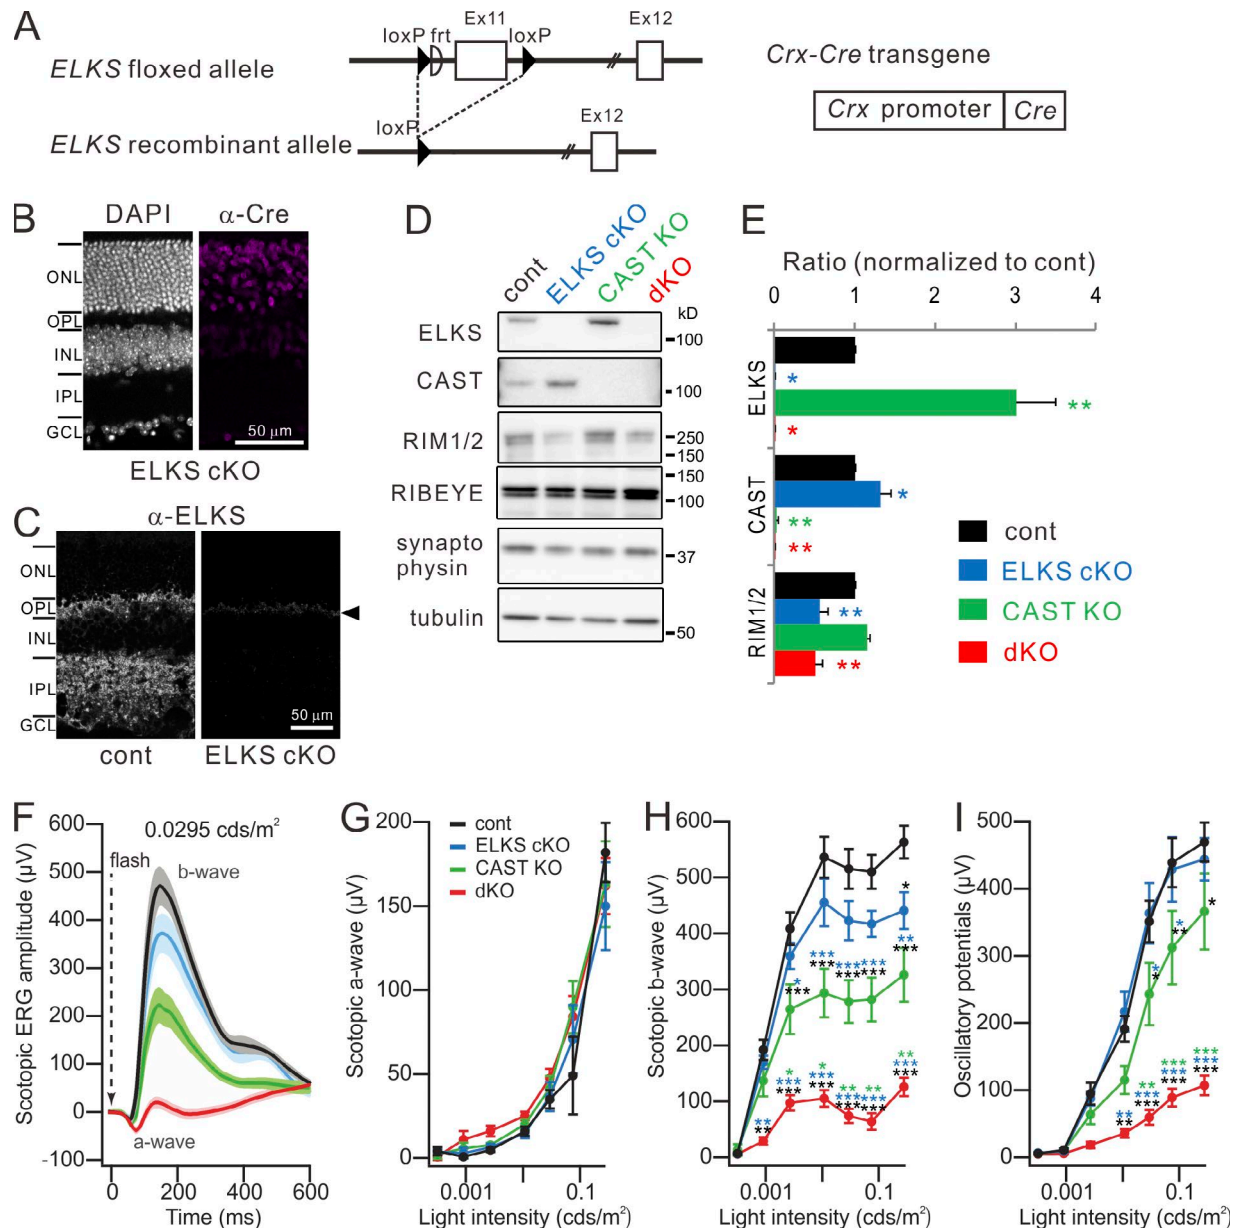 A
ELKS floxed allele
loxP frt
Ex11
loxP
Ex12
Crx-Cre transgene
Crx promoter
Cre
ELKS recombinant allele
loxP
Ex12
B
DAPI
α-Cre
ONL
OPL
INL
IPL
GCL
50 μm
ELKS cKO
C
α-ELKS
ONL
OPL
INL
IPL
GCL
50 μm
cont
ELKS cKO
D
cont
ELKS cKO
CAST KO
dKO
kD
ELKS
100
CAST
100
RIM1/2
250
150
RIBEYE
150
100
synapto
physin
37
tubulin
50
E
Ratio (normalized to cont)
0 1 2 3 4
ELKS
*
**
*
CAST
*
**
**
RIM1/2
**
**
cont
ELKS cKO
CAST KO
dKO
F
Scotopic ERG amplitude (µV)
600
500
400
300
200
100
0
-100
0.0295 cds/m²
flash
b-wave
a-wave
0 200 400 600
Time (ms)
G
Scotopic a-wave (µV)
200
150
100
50
0
cont
ELKS cKO
CAST KO
dKO
0.001 0.1
Light intensity (cds/m²)
H
Scotopic b-wave (µV)
600
500
400
300
200
100
0
*
**
***
***
***
***
***
***
***
*
***
*
**
**
**
***
***
*
***
***
*
***
***
**
***
***
**
***
***
**
**
0.001 0.1
Light intensity (cds/m²)
I
Oscillatory potentials (µV)
500
400
300
200
100
0
*
*
**
*
*
***
***
***
***
***
***
**
***
***
**
**
0.001 0.1
Light intensity (cds/m²)